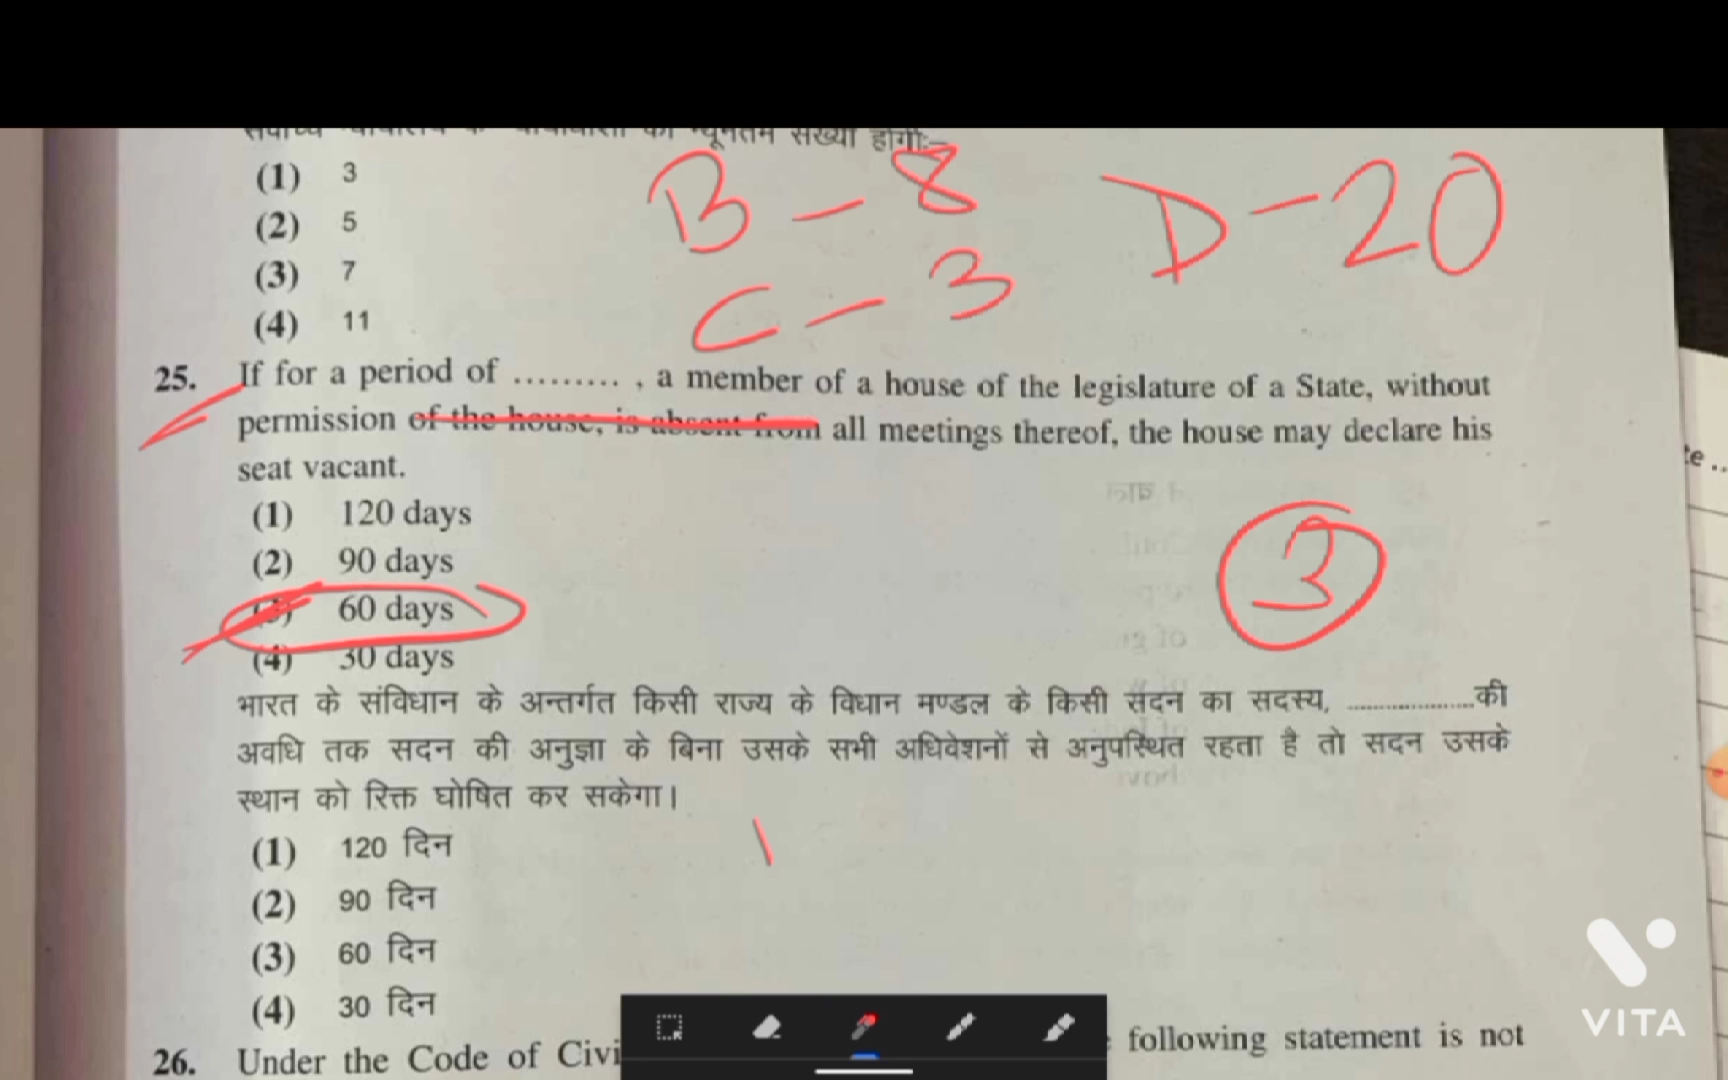 न्यूनतम संख्या होगीः–
(1) 3
(2) 5
(3) 7
(4) 11
B – 8
C – 3
D – 20
25. If for a period of ......... , a member of a house of the legislature of a State, without
permission of the house, is absent from all meetings thereof, the house may declare his
seat vacant.
(1) 120 days
(2) 90 days
(3) 60 days
(4) 30 days
3
भारत के संविधान के अन्तर्गत किसी राज्य के विधान मण्डल के किसी सदन का सदस्य, ....................की
अवधि तक सदन की अनुज्ञा के बिना उसके सभी अधिवेशनों से अनुपस्थित रहता है तो सदन उसके
स्थान को रिक्त घोषित कर सकेगा।
(1) 120 दिन
(2) 90 दिन
(3) 60 दिन
(4) 30 दिन
26. Under the Code of Civi
following statement is not
VITA